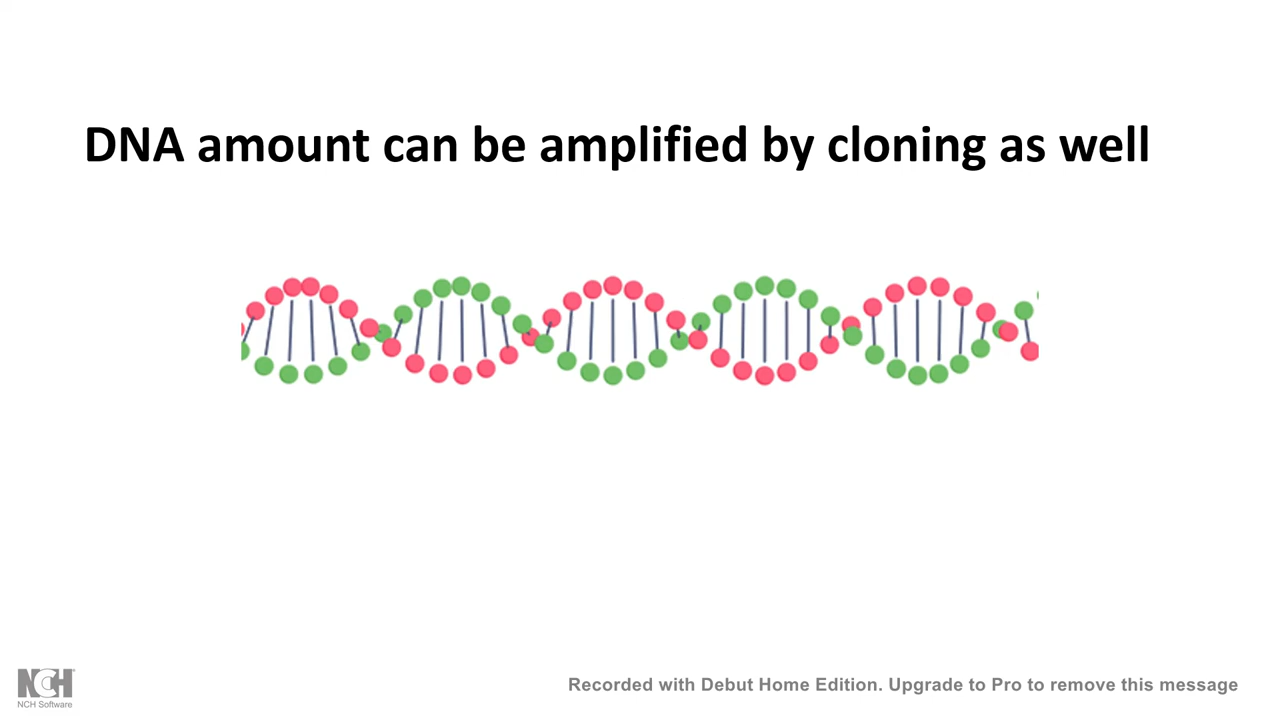 DNA amount can be amplified by cloning as well
NCH
NCH Software
Recorded with Debut Home Edition. Upgrade to Pro to remove this message